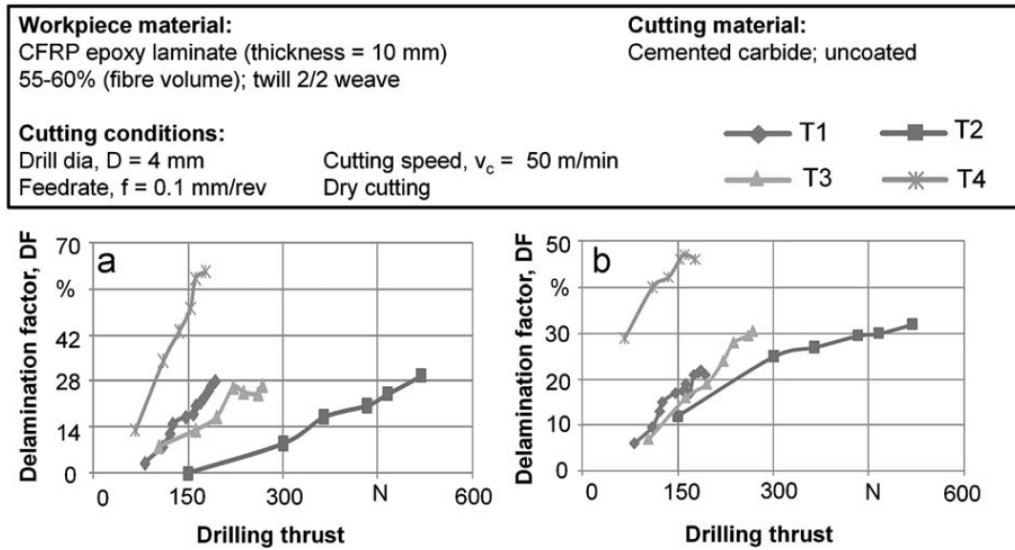 Workpiece material:
CFRP epoxy laminate (thickness = 10 mm)
55-60% (fibre volume); twill 2/2 weave
Cutting material:
Cemented carbide; uncoated
Cutting conditions:
Drill dia, D = 4 mm
Feedrate, f = 0.1 mm/rev
Cutting speed, v_c = 50 m/min
Dry cutting
T1
T2
T3
T4
a
Delamination factor, DF
70
%
42
28
14
0
0
150
300
N
600
Drilling thrust
b
Delamination factor, DF
50
%
30
20
10
0
0
150
300
N
600
Drilling thrust